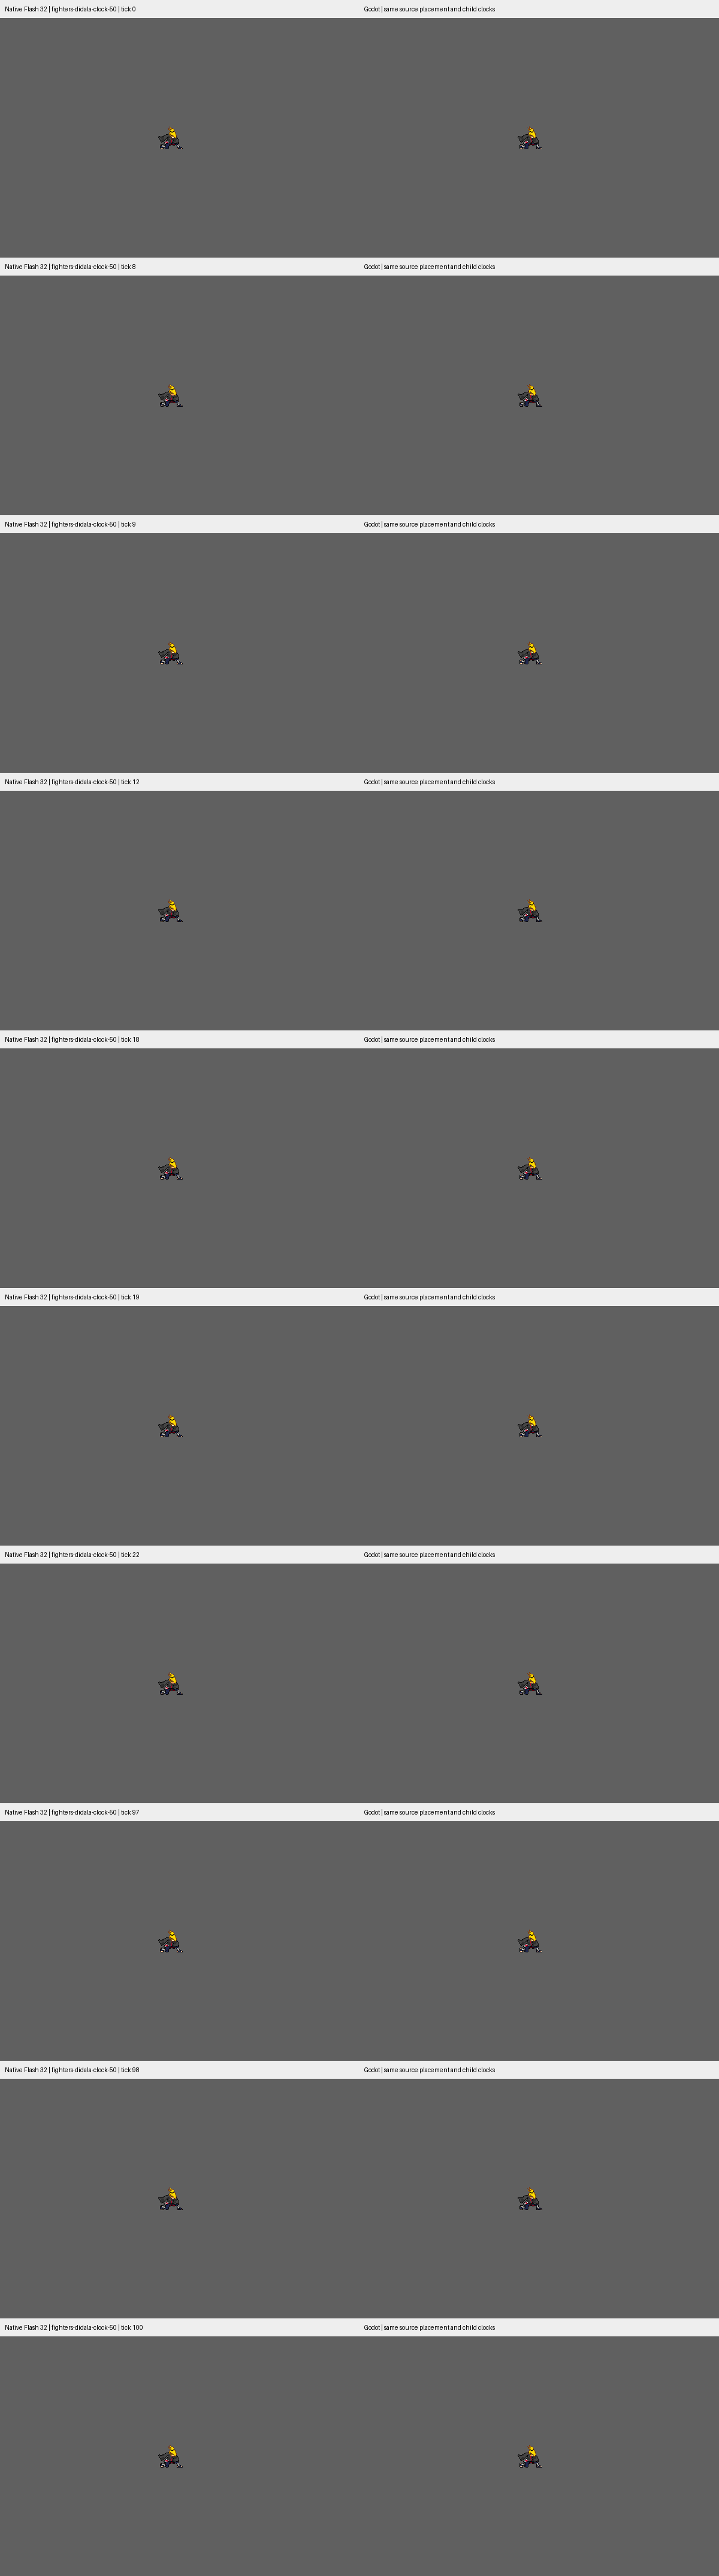 Native Flash 32 | fighters-didala-clock-50 | tick 0
Godot | same source placement and child clocks
Native Flash 32 | fighters-didala-clock-50 | tick 8
Godot | same source placement and child clocks
Native Flash 32 | fighters-didala-clock-50 | tick 9
Godot | same source placement and child clocks
Native Flash 32 | fighters-didala-clock-50 | tick 12
Godot | same source placement and child clocks
Native Flash 32 | fighters-didala-clock-50 | tick 18
Godot | same source placement and child clocks
Native Flash 32 | fighters-didala-clock-50 | tick 19
Godot | same source placement and child clocks
Native Flash 32 | fighters-didala-clock-50 | tick 22
Godot | same source placement and child clocks
Native Flash 32 | fighters-didala-clock-50 | tick 97
Godot | same source placement and child clocks
Native Flash 32 | fighters-didala-clock-50 | tick 98
Godot | same source placement and child clocks
Native Flash 32 | fighters-didala-clock-50 | tick 100
Godot | same source placement and child clocks